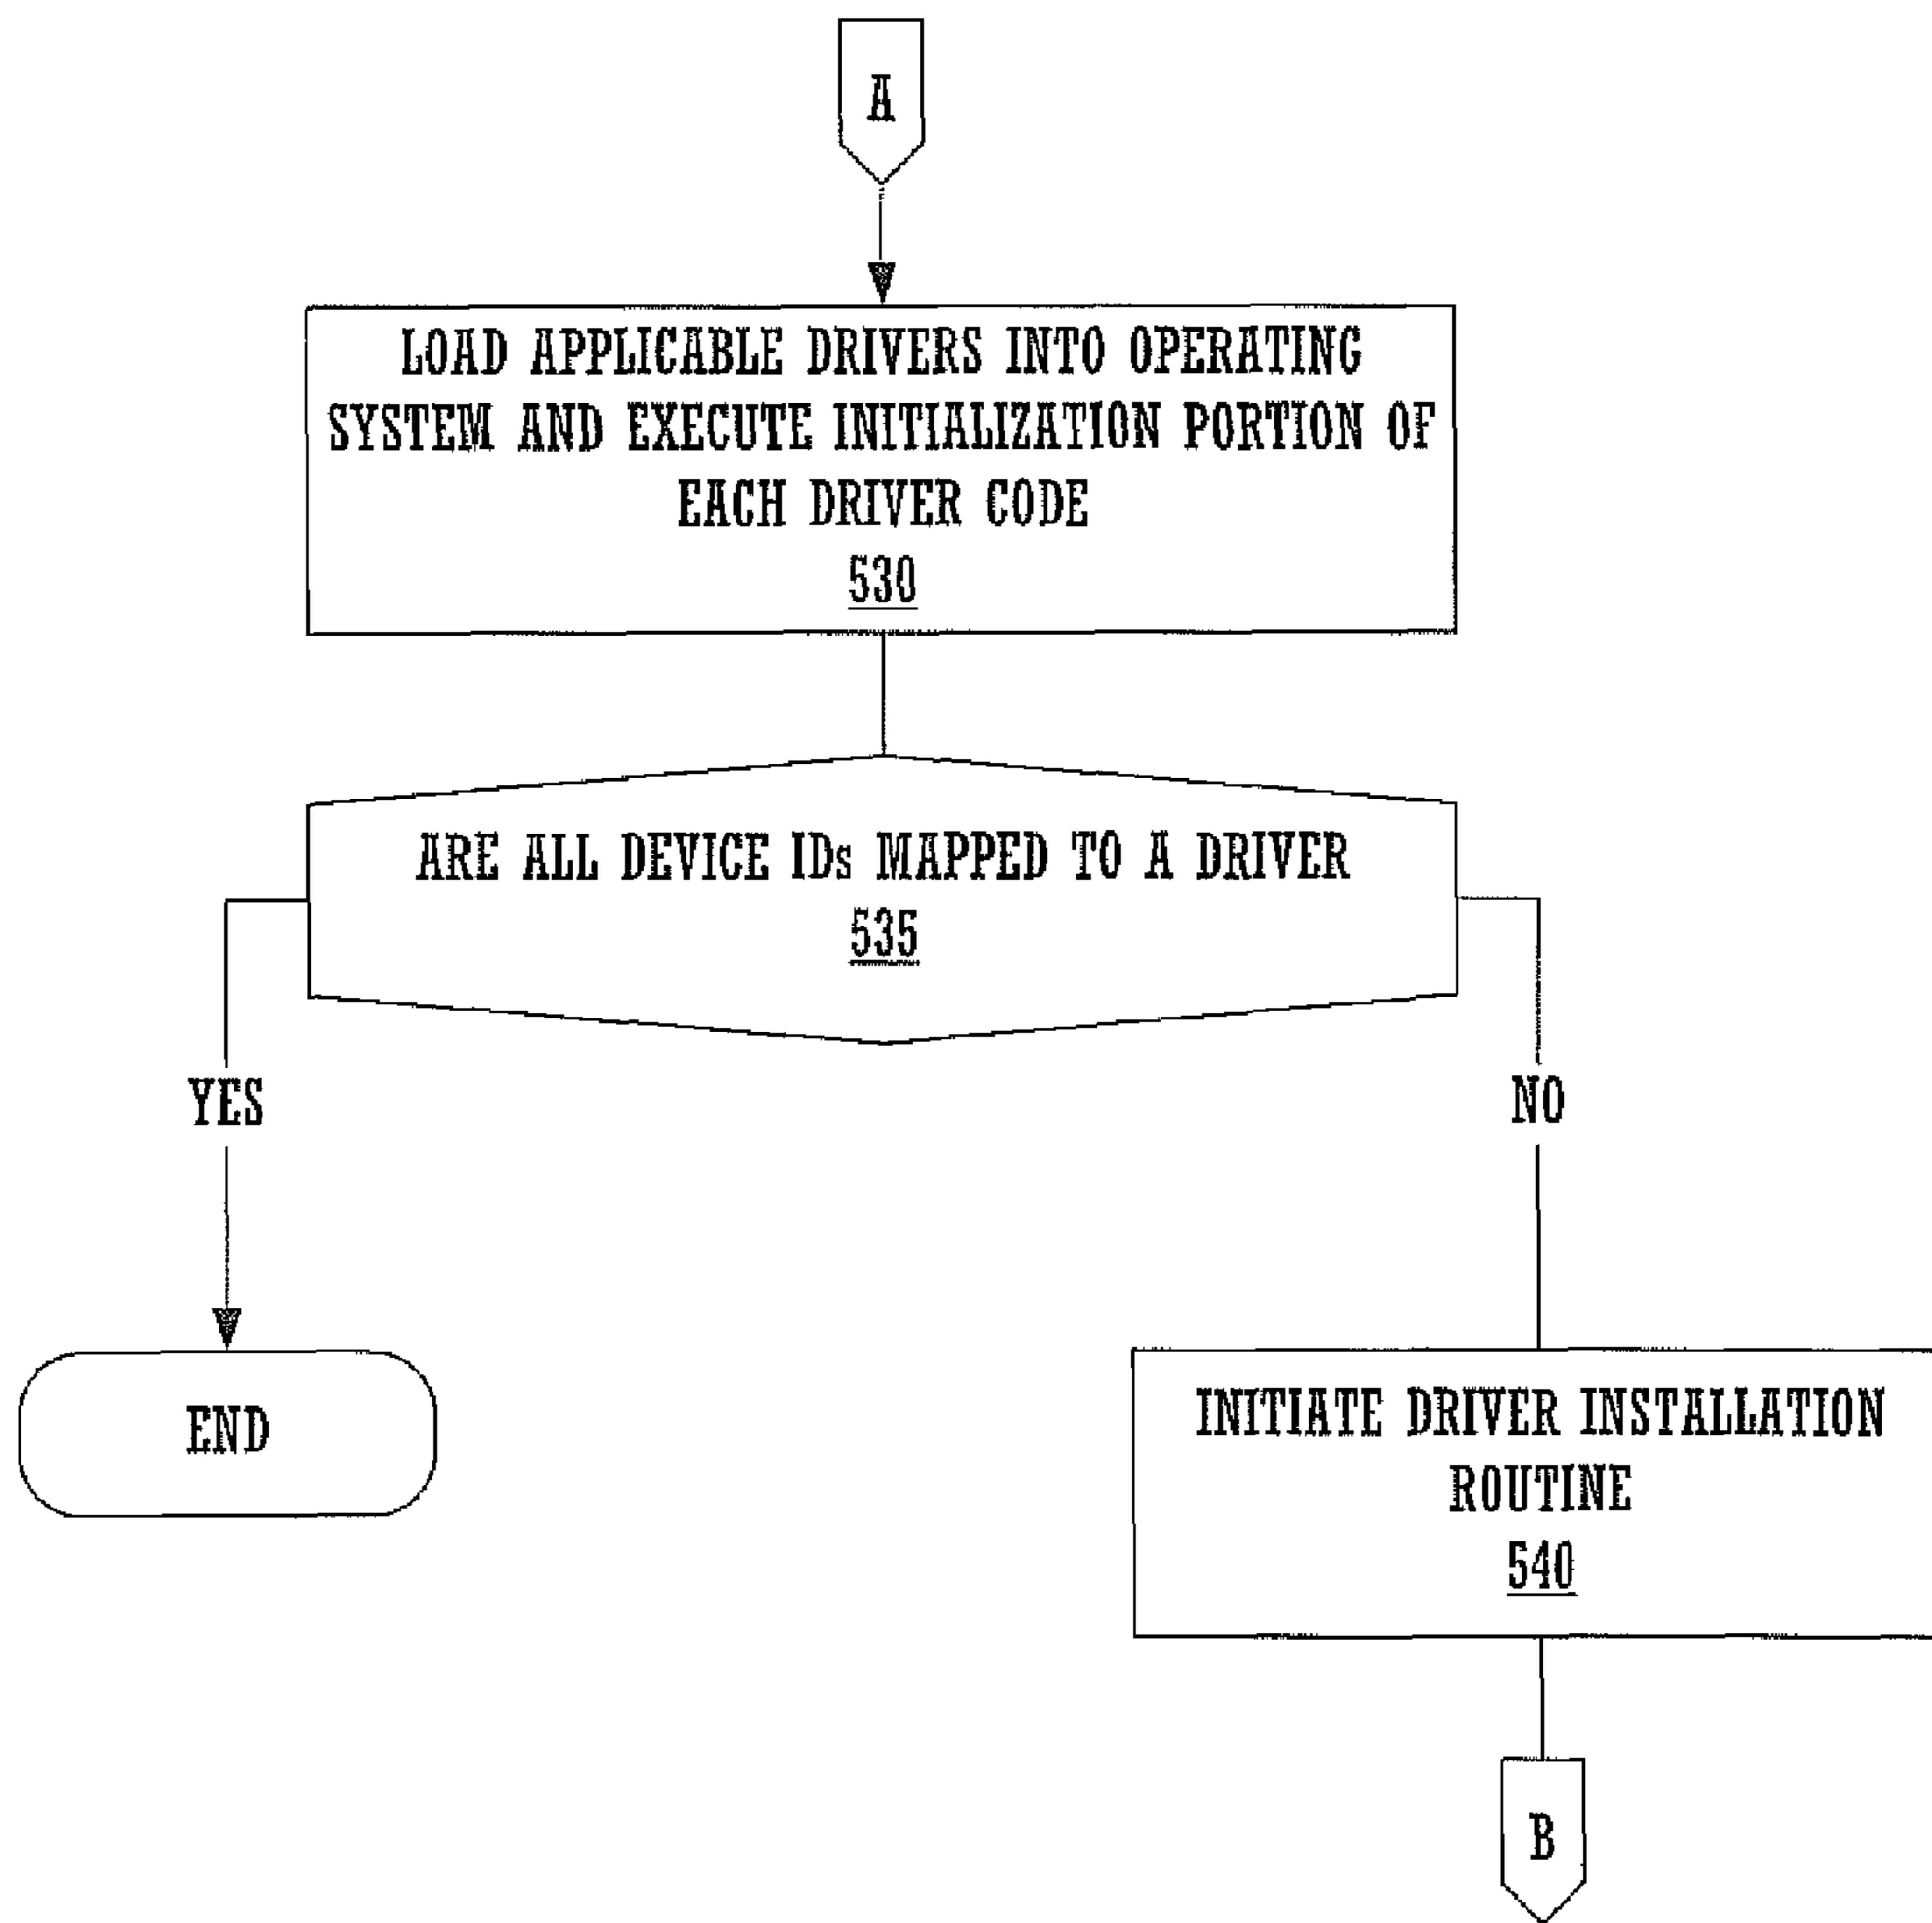 A
LOAD APPLICABLE DRIVERS INTO OPERATING
SYSTEM AND EXECUTE INITIALIZATION PORTION OF
EACH DRIVER CODE
530
ARE ALL DEVICE IDs MAPPED TO A DRIVER
535
YES
NO
END
INITIATE DRIVER INSTALLATION
ROUTINE
540
B